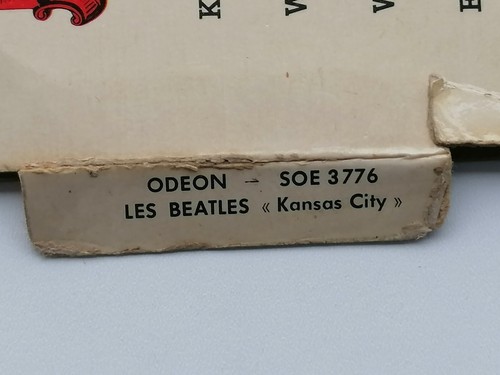 K
V
V
ODEON — SOE 3776
LES BEATLES « Kansas City »